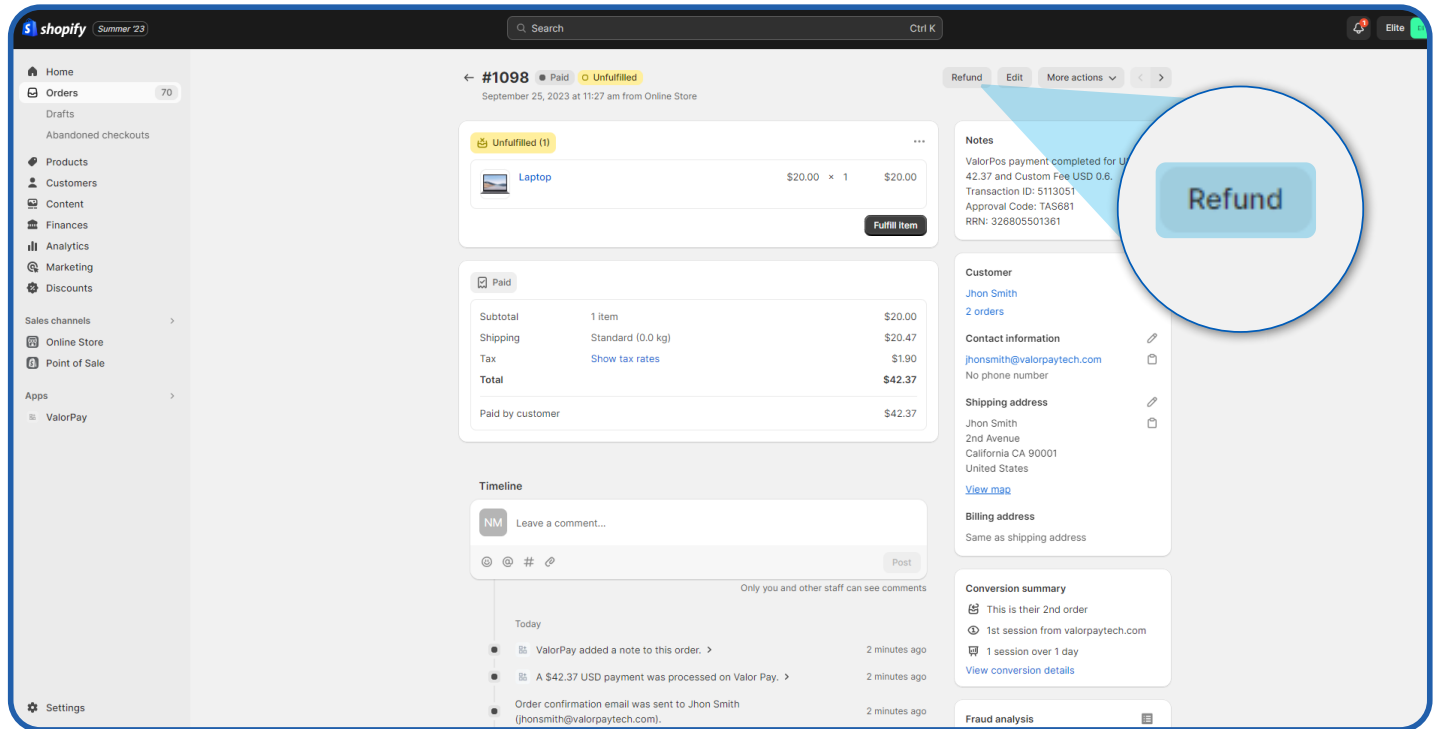 shopify Summer '23
Search Ctrl K
1
Elite
Home
Orders 70
Drafts
Abandoned checkouts
Products
Customers
Content
Finances
Analytics
Marketing
Discounts
Sales channels
Online Store
Point of Sale
Apps
ValorPay
Settings
#1098 Paid Unfulfilled
September 25, 2023 at 11:27 am from Online Store
Refund Edit More actions
Unfulfilled (1)
Laptop $20.00 × 1 $20.00
Fulfill item
Paid
Subtotal 1 item $20.00
Shipping Standard (0.0 kg) $20.47
Tax Show tax rates $1.90
Total $42.37
Paid by customer $42.37
Timeline
NM Leave a comment...
Post
Only you and other staff can see comments
Today
ValorPay added a note to this order. 2 minutes ago
A $42.37 USD payment was processed on Valor Pay. 2 minutes ago
Order confirmation email was sent to Jhon Smith
(jhonsmith@valorpaytech.com). 2 minutes ago
Notes
ValorPos payment completed for
42.37 and Custom Fee USD 0.6.
Transaction ID: 5113051
Approval Code: TAS681
RRN: 326805501361
Refund
Customer
Jhon Smith
2 orders
Contact information
jhonsmith@valorpaytech.com
No phone number
Shipping address
Jhon Smith
2nd Avenue
California CA 90001
United States
View map
Billing address
Same as shipping address
Conversion summary
This is their 2nd order
1st session from valorpaytech.com
1 session over 1 day
View conversion details
Fraud analysis